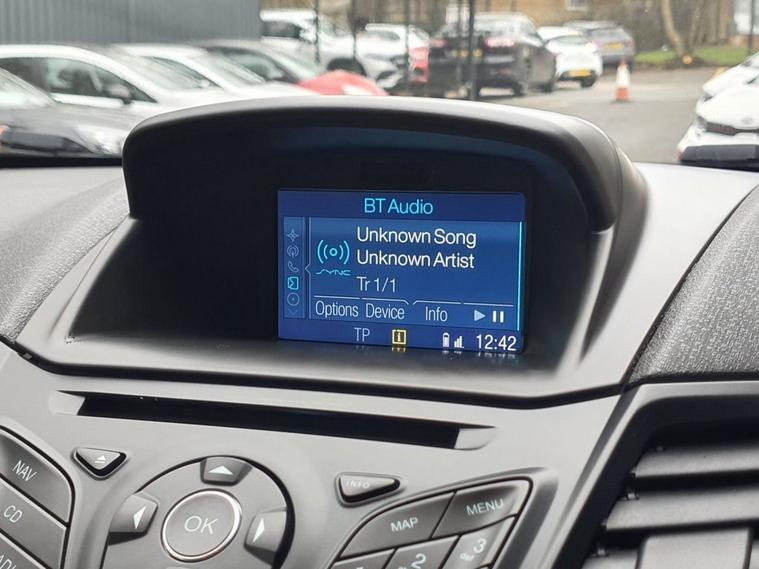 BT Audio
Unknown Song
Unknown Artist
SYNC
Tr 1/1
Options Device Info
TP i 12:42
NAV
CD
INFO
OK
MAP
MENU
2
3
def